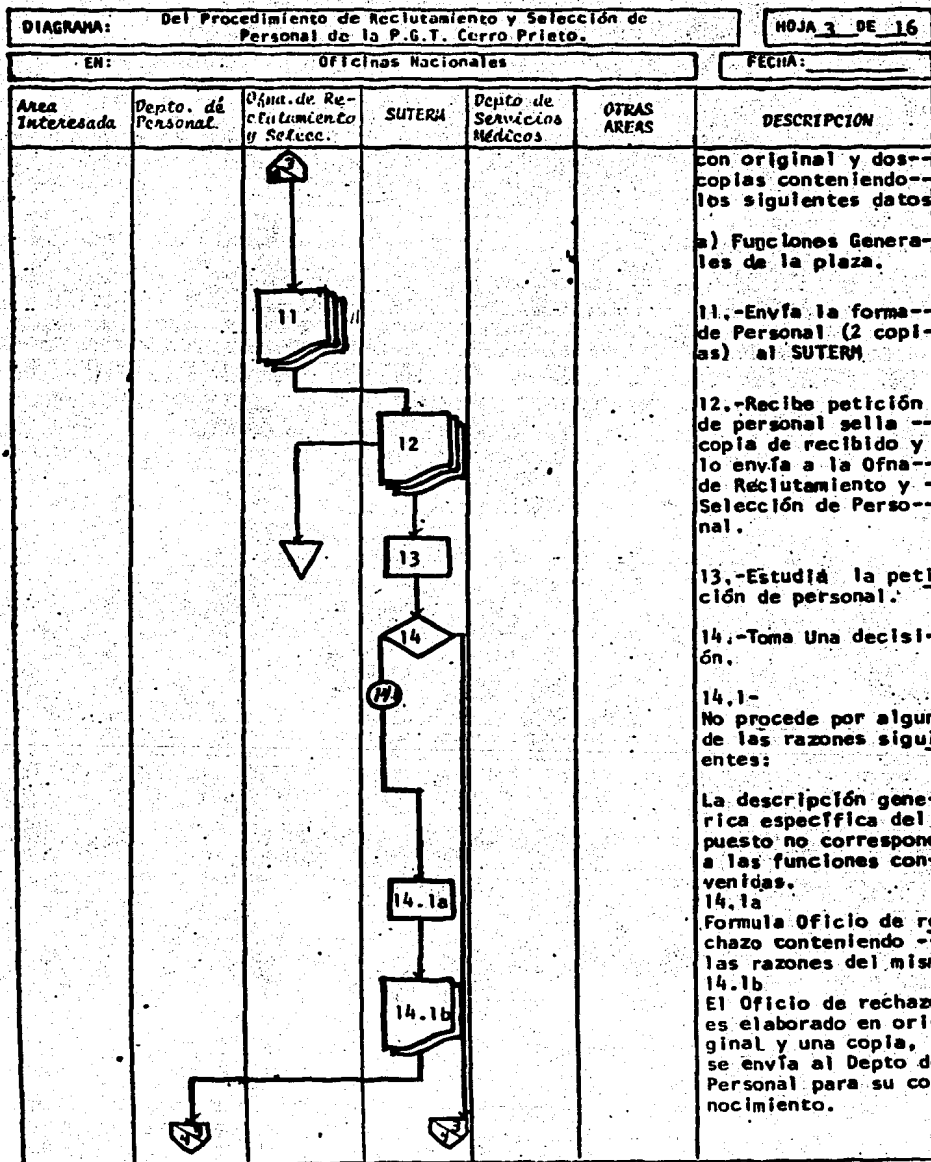 DIAGRAMA:
Del Procedimiento de Reclutamiento y Selección de
Personal de la P.G.T. Cerro Prieto.
HOJA 3 DE 16
EN:
Oficinas Nacionales
FECHA:
Area
Interesada
Depto. dé
Personal.
Ofna. de Re-
clutamiento
y Selecc.
SUTERM
Depto de
Servicios
Médicos
OTRAS
AREAS
DESCRIPCION
con original y dos--
copias conteniendo--
los siguientes datos
a) Funciones Genera-
les de la plaza.
11.-Envía la forma--
de Personal (2 copi-
as) al SUTERM
12.-Recibe petición
de personal sella --
copia de recibido y
lo envía a la Ofna--
de Reclutamiento y -
Selección de Perso--
nal.
13.-Estudia la peti
ción de personal.
14.-Toma Una decisi-
ón.
14.1-
No procede por algun
de las razones sigui
entes:
La descripción gene-
rica específica del
puesto no correspond
a las funciones con-
venidas.
14.1a
Formula Oficio de re
chazo conteniendo --
las razones del mism
14.1b
El Oficio de rechazo
es elaborado en ori
ginal y una copia,
se envía al Depto d
Personal para su co
nocimiento.
3
11
12
13
14
14.1a
14.1b